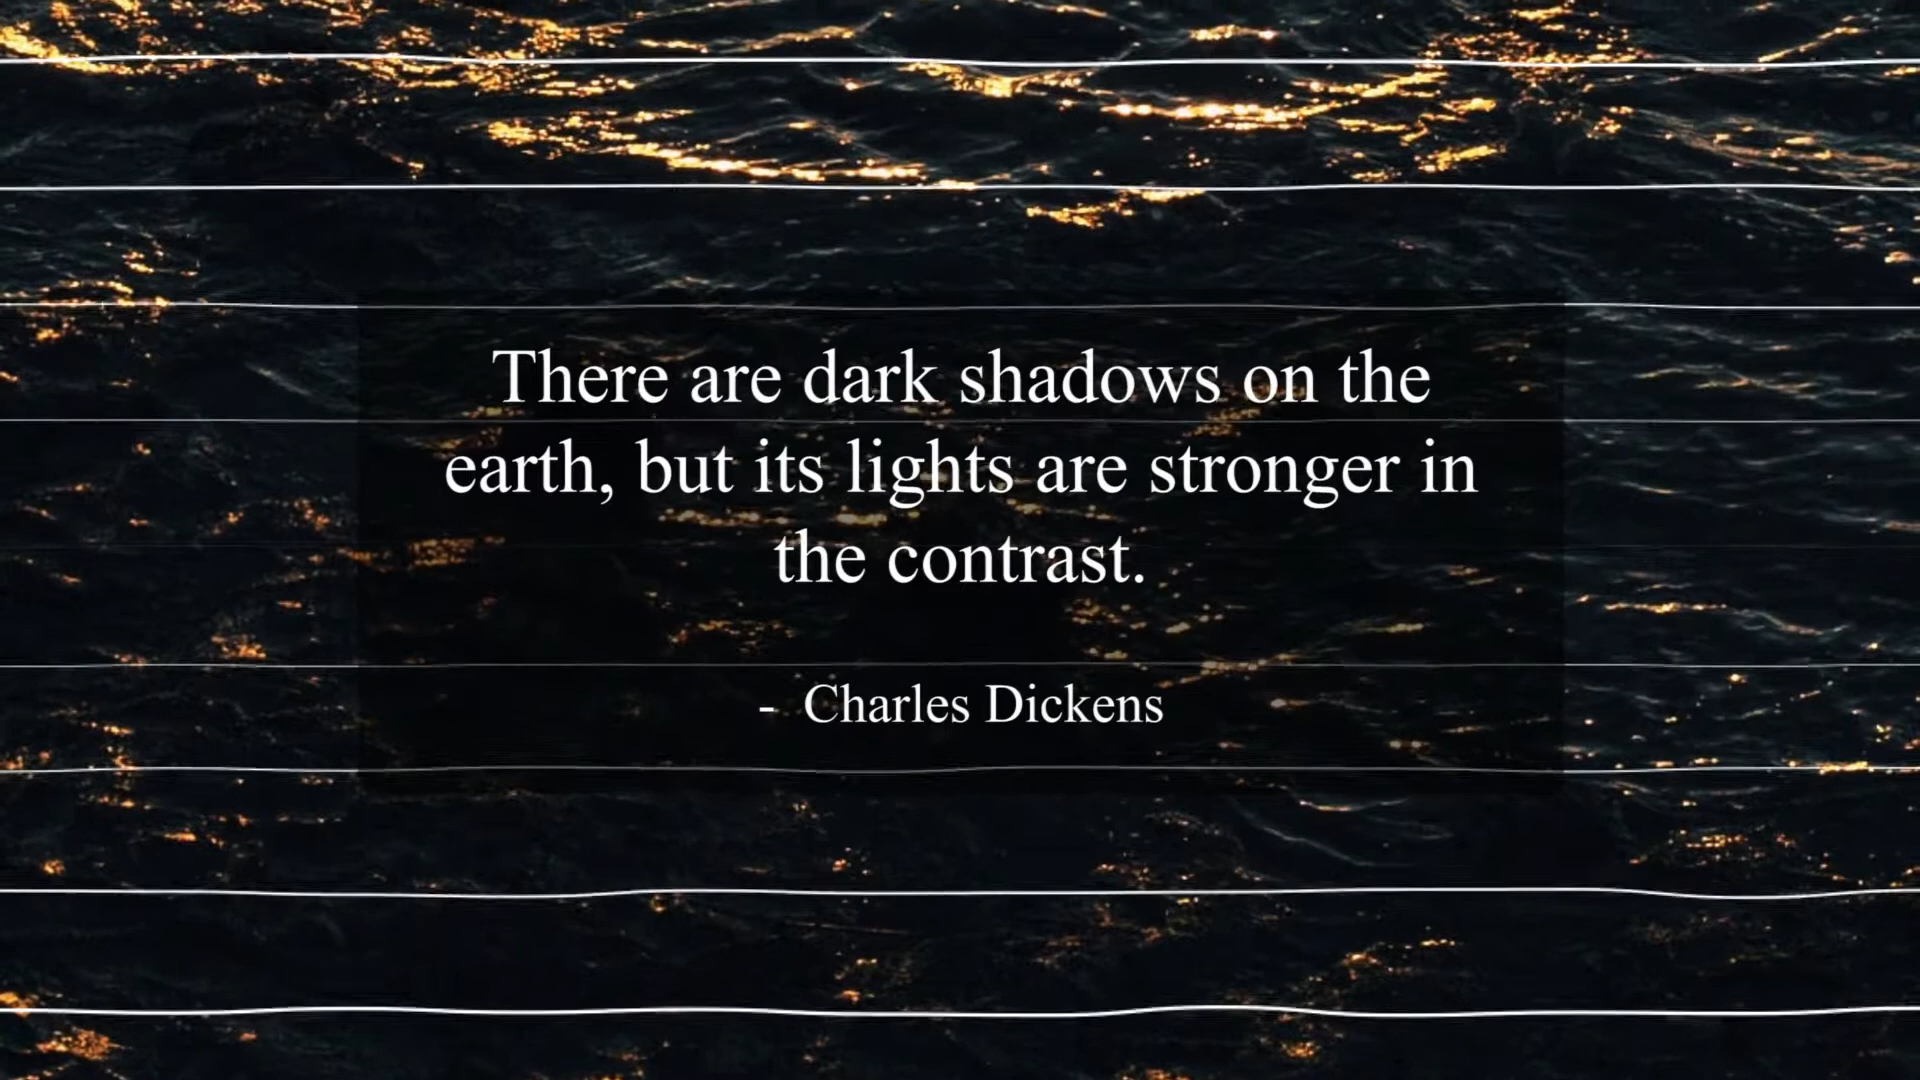 There are dark shadows on the
earth, but its lights are stronger in
the contrast.
- Charles Dickens